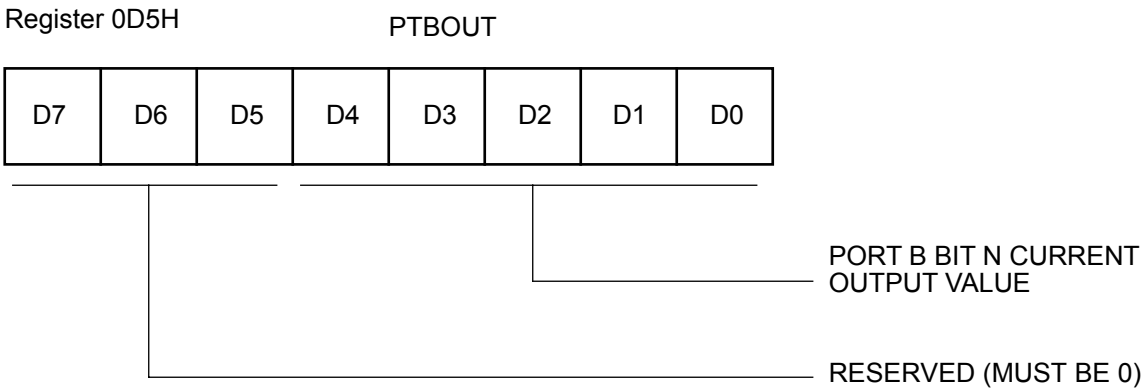 Register 0D5H
PTBOUT
D7 D6 D5 D4 D3 D2 D1 D0
PORT B BIT N CURRENT
OUTPUT VALUE
RESERVED (MUST BE 0)